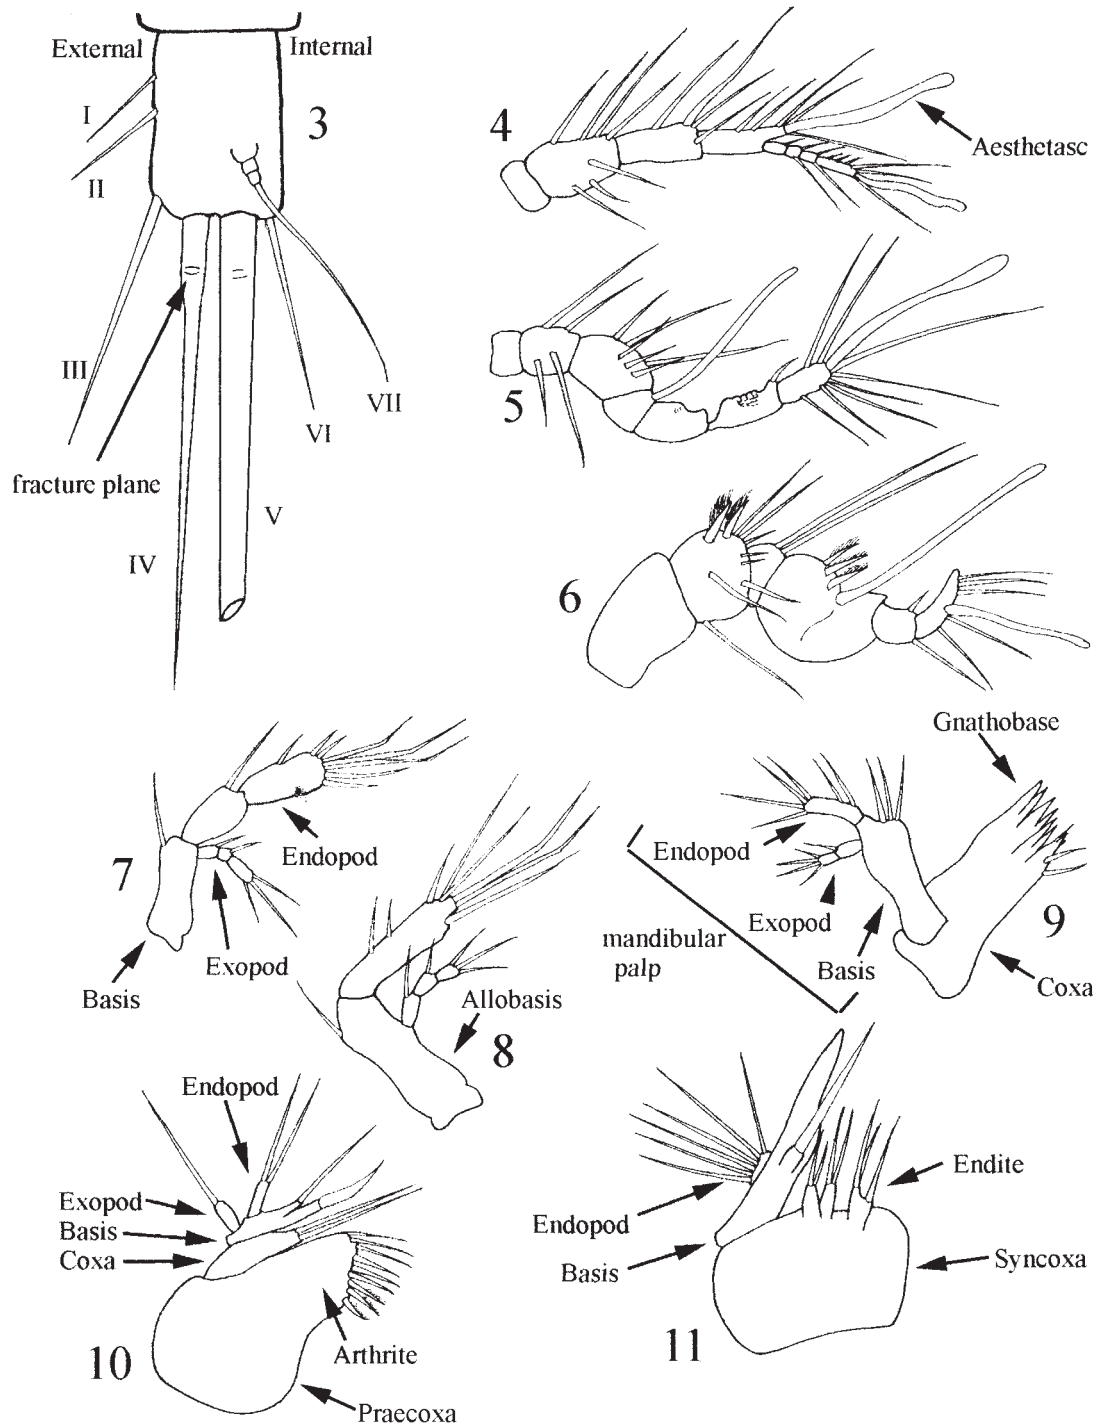 External
Internal
I
II
3
III
fracture plane
IV
V
VI
VII
4
Aesthetasc
5
6
7
Endopod
Exopod
Basis
8
Allobasis
Gnathobase
Endopod
Exopod
mandibular
palp
Basis
9
Coxa
Endopod
Exopod
Basis
Coxa
10
Arthrite
Praecoxa
Endopod
Basis
11
Endite
Syncoxa